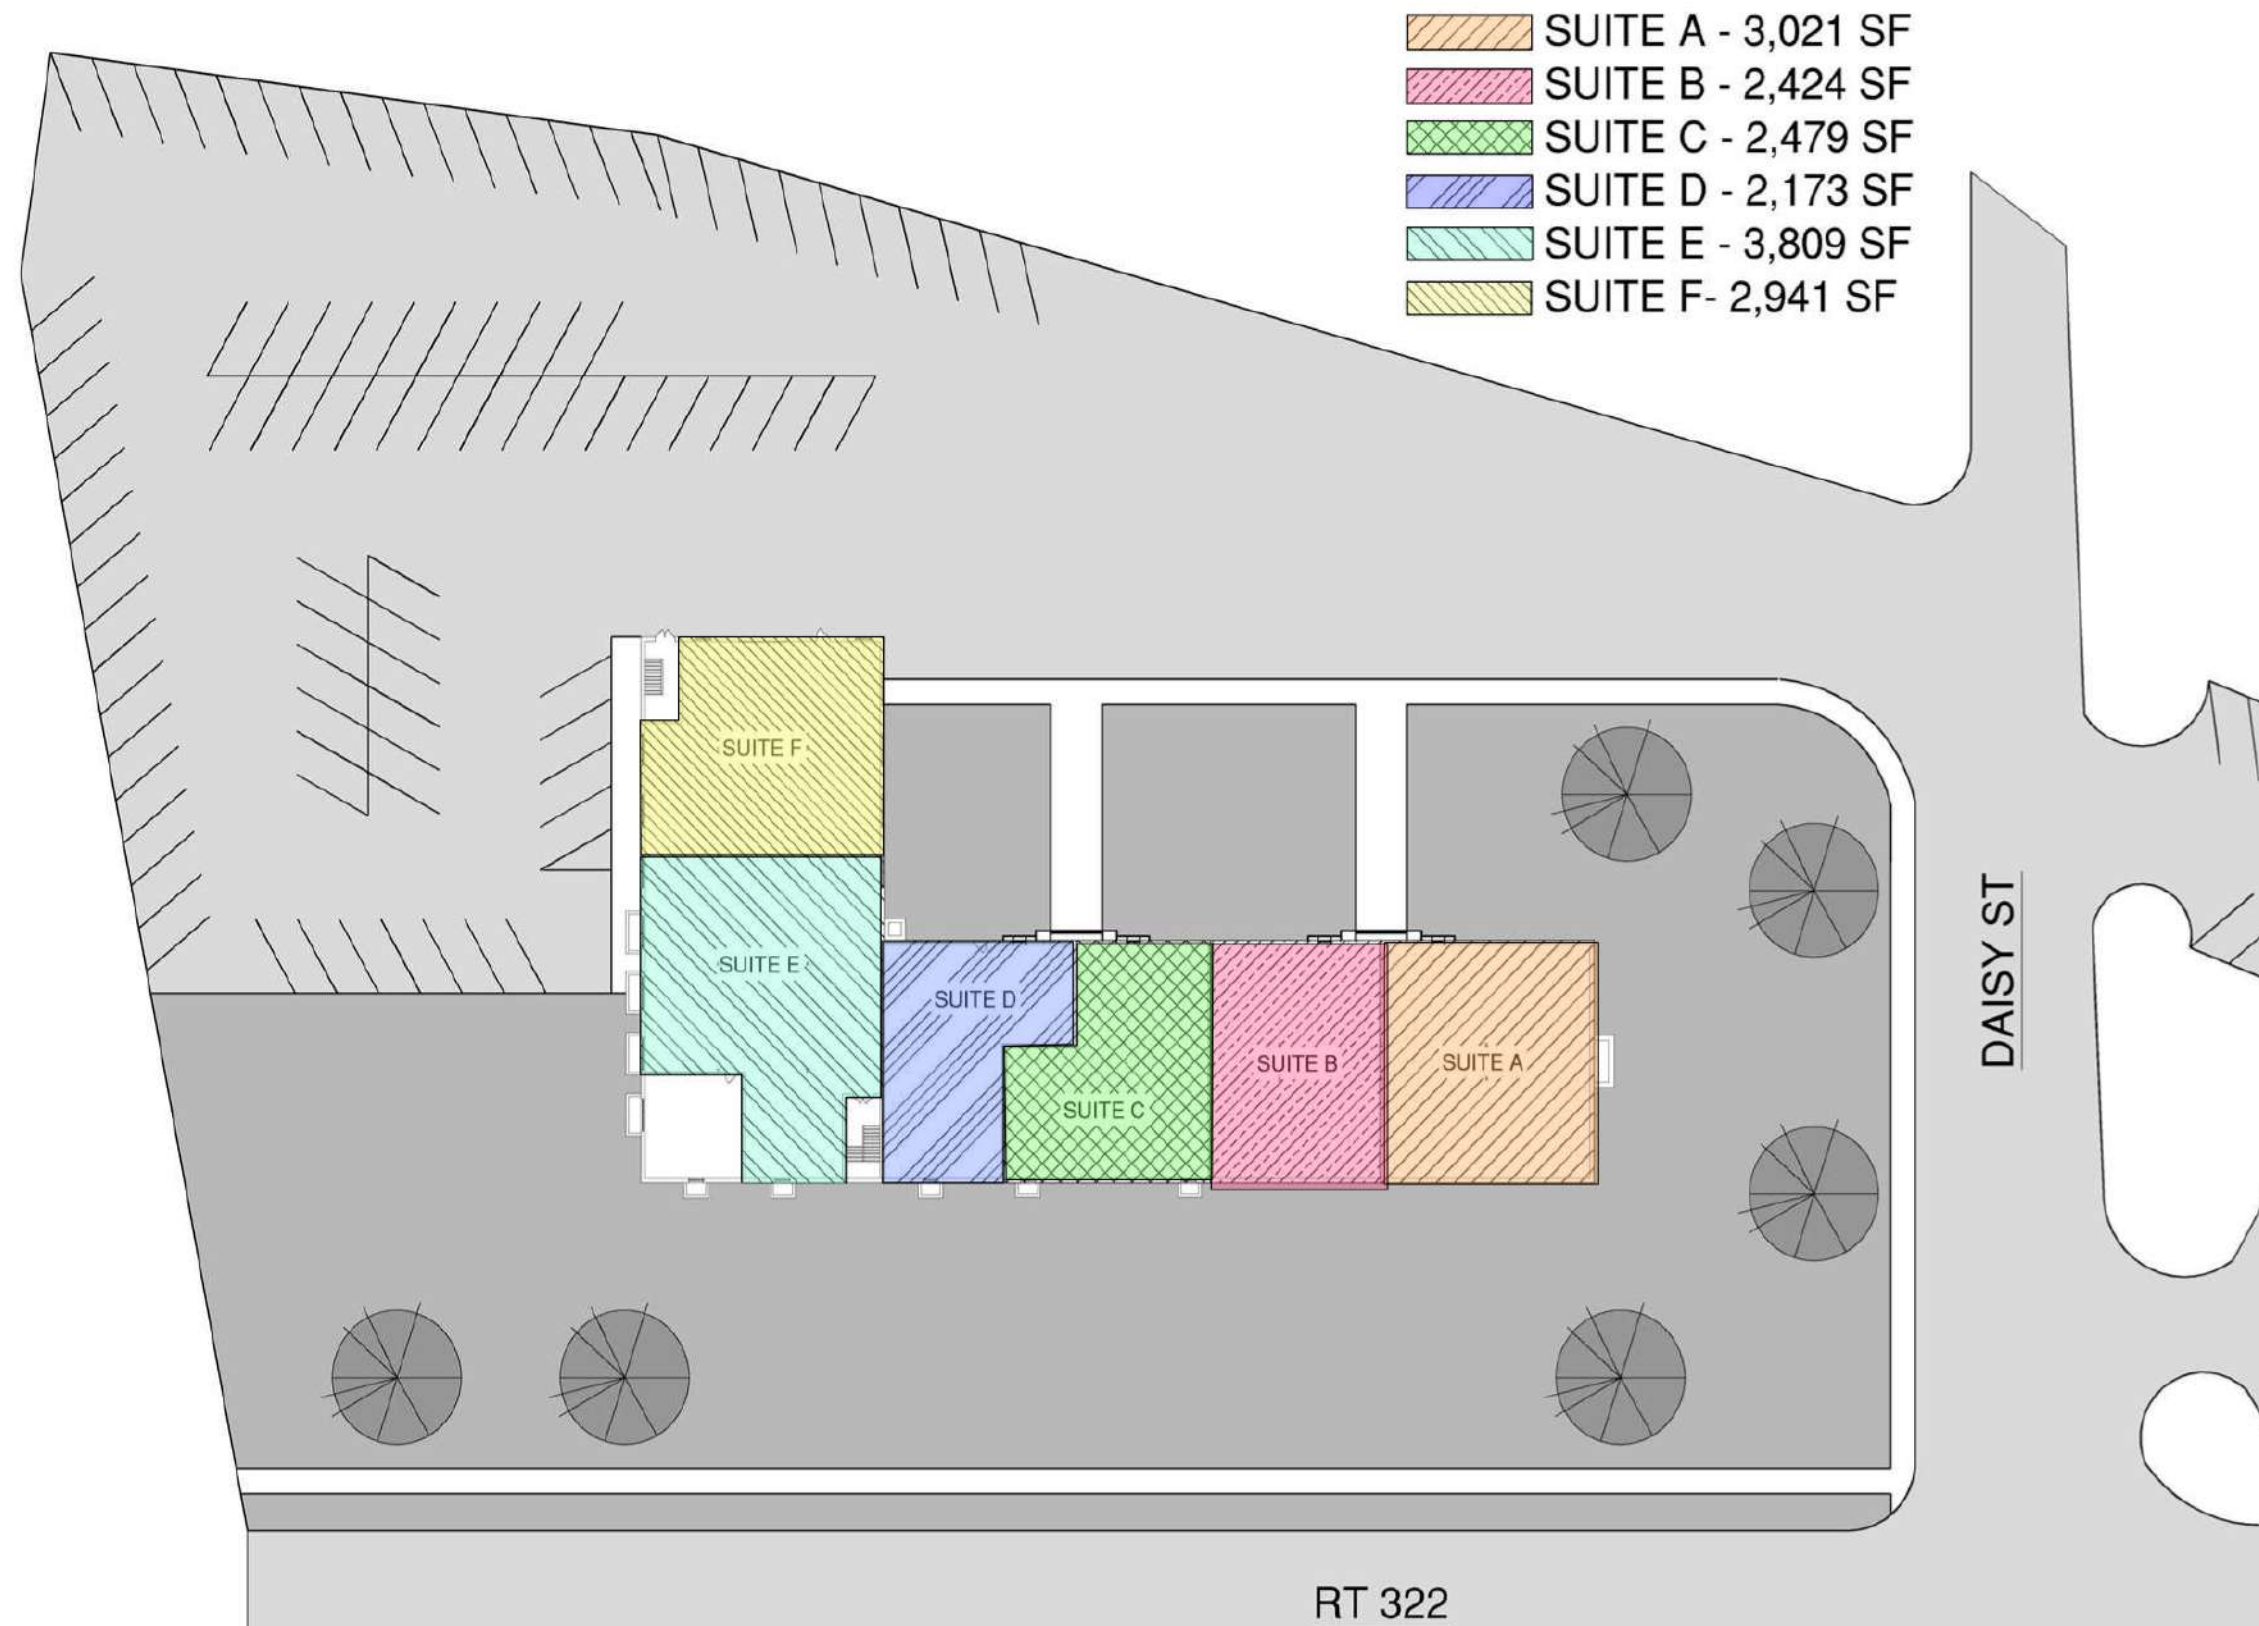 SUITE A - 3,021 SF
SUITE B - 2,424 SF
SUITE C - 2,479 SF
SUITE D - 2,173 SF
SUITE E - 3,809 SF
SUITE F- 2,941 SF
SUITE F
SUITE E
SUITE D
SUITE C
SUITE B
SUITE A
DAISY ST
RT 322